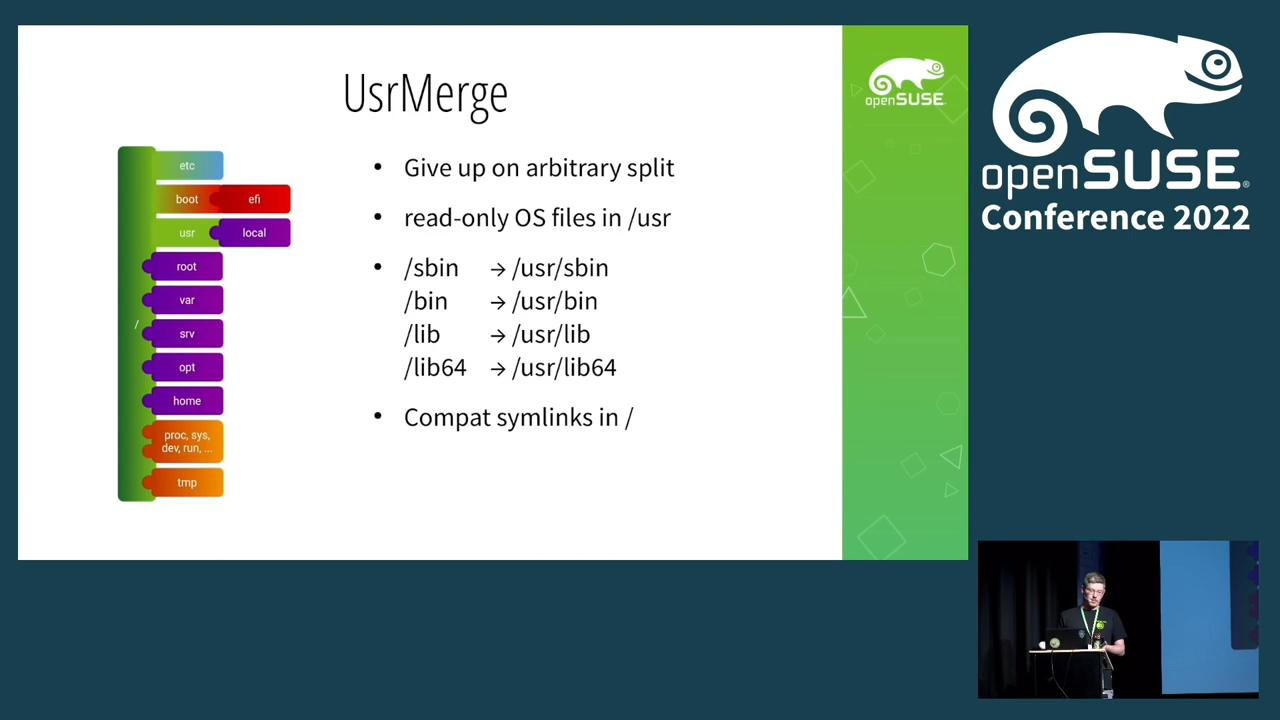 UsrMerge
etc
boot
efi
usr
local
root
var
/
srv
opt
home
proc, sys,
dev, run, ...
tmp
• Give up on arbitrary split
• read-only OS files in /usr
• /sbin → /usr/sbin
/bin → /usr/bin
/lib → /usr/lib
/lib64 → /usr/lib64
• Compat symlinks in /
openSUSE
openSUSE®
Conference 2022